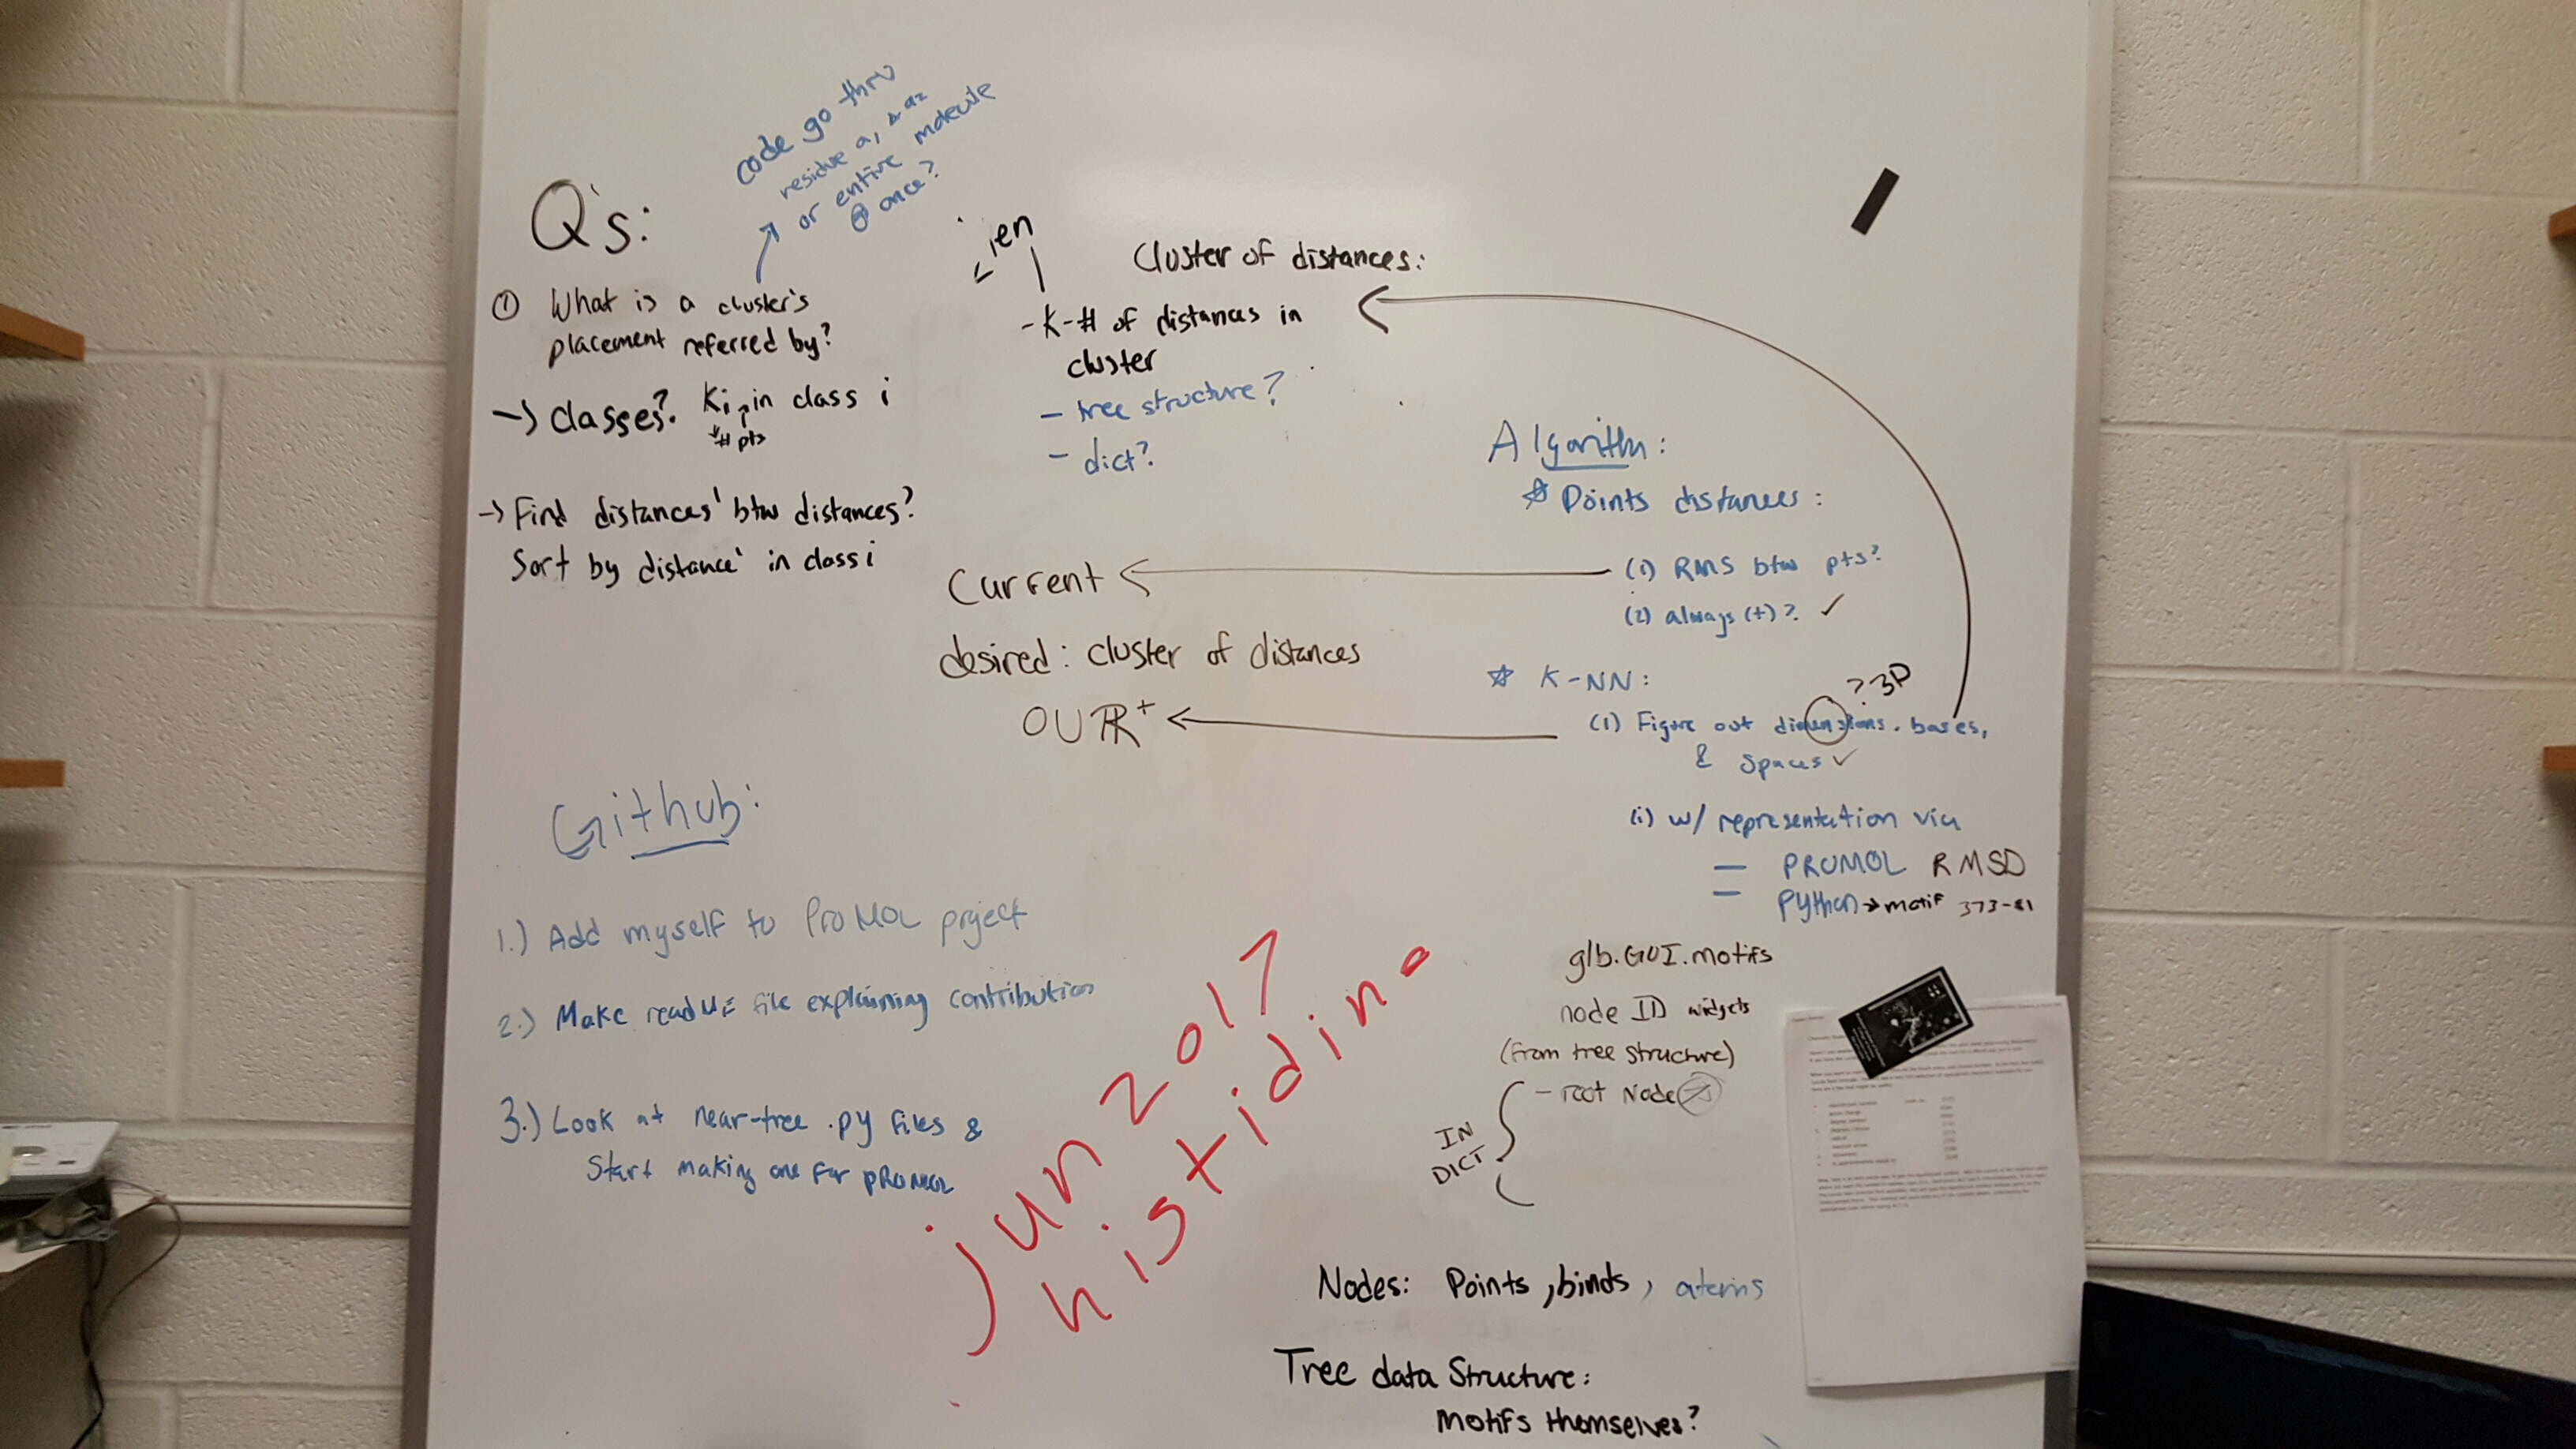 code go thru
residue a1, & a2
or entire molecule
@ once?
Q's:
① What is a cluster's
placement referred by?
→ Classes? Ki in class i
# pts
→ Find distances' btw distances?
Sort by distance' in class i
len
Cluster of distances:
- K-# of distances in
cluster
- tree structure?
- dict?
Current
desired: cluster of distances
OUR+
Algorithm:
☆ Points distances:
(1) RMS btw pts?
(2) always (+)? ✓
☆ K-NN:
? 3D
(1) Figure out dimensions, bases,
& Spaces ✓
(i) w/ representation via
PROMOL RMSD
Python → motif 373-81
glb.GUI.motifs
node ID widgets
(from tree structure)
- root Node
IN
DICT
Github:
1.) Add myself to ProMOL project
2.) Make readME file explaining contribution
3.) Look at near-tree .py files &
Start making one for PROMOL
jun 2017
histidine
Nodes: Points, binds, atoms
Tree data Structure:
motifs themselves?